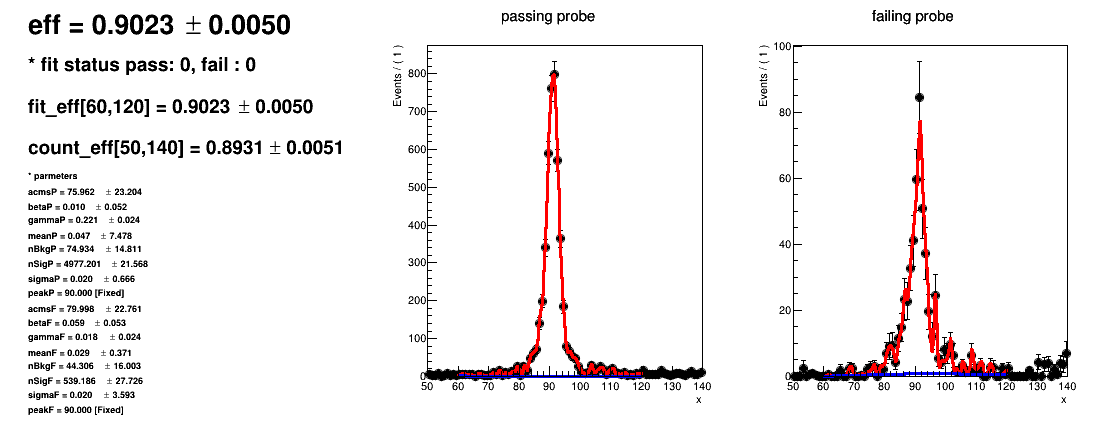 eff = 0.9023 ± 0.0050
* fit status pass: 0, fail : 0
fit_eff[60,120] = 0.9023 ± 0.0050
count_eff[50,140] = 0.8931 ± 0.0051
* parmeters
acmsP = 75.962 ± 23.204
betaP = 0.010 ± 0.052
gammaP = 0.221 ± 0.024
meanP = 0.047 ± 7.478
nBkgP = 74.934 ± 14.811
nSigP = 4977.201 ± 21.568
sigmaP = 0.020 ± 0.666
peakP = 90.000 [Fixed]
acmsF = 79.998 ± 22.761
betaF = 0.059 ± 0.053
gammaF = 0.018 ± 0.024
meanF = 0.029 ± 0.371
nBkgF = 44.306 ± 16.003
nSigF = 539.186 ± 27.726
sigmaF = 0.020 ± 3.593
peakF = 90.000 [Fixed]
passing probe
Events / ( 1 )
800
700
600
500
400
300
200
100
0
50 60 70 80 90 100 110 120 130 140
x
failing probe
Events / ( 1 )
100
80
60
40
20
0
50 60 70 80 90 100 110 120 130 140
x